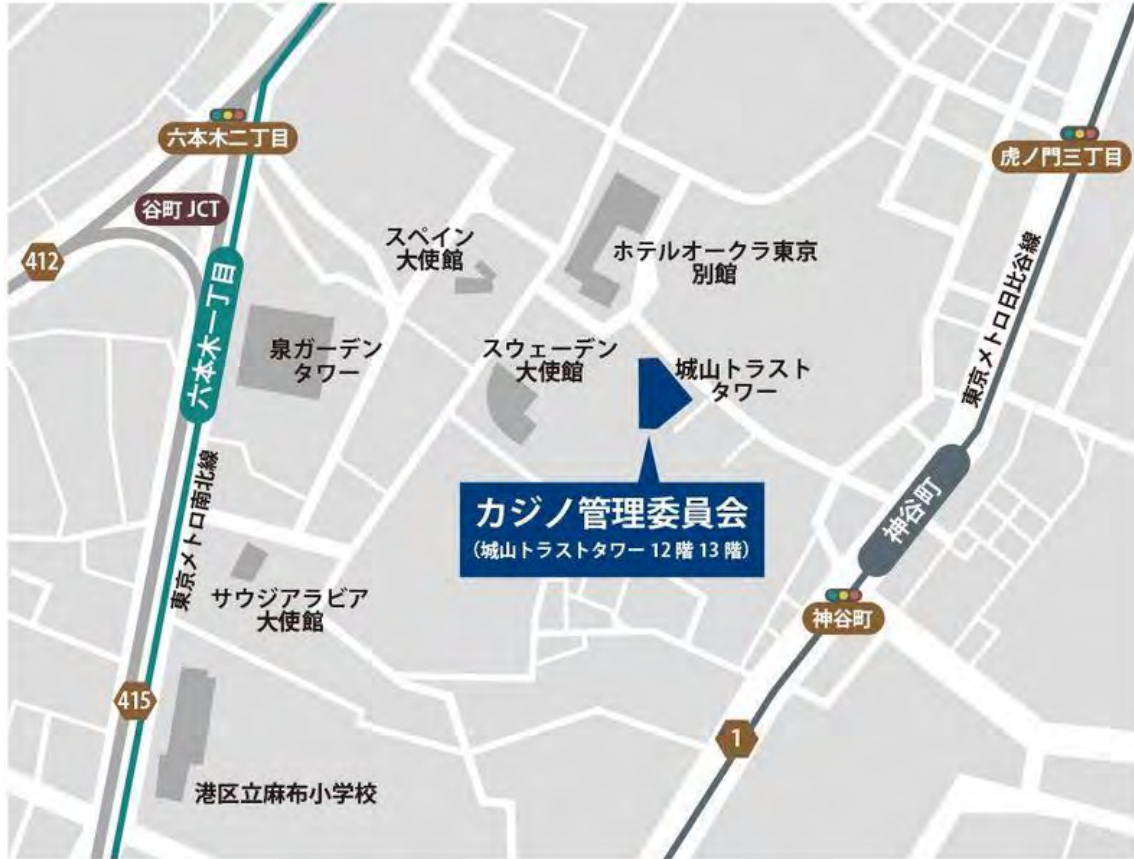 六本木二丁目
虎ノ門三丁目
谷町 JCT
412
スペイン
大使館
ホテルオークラ東京
別館
六本木一丁目
泉ガーデン
タワー
スウェーデン
大使館
城山トラスト
タワー
東京メトロ日比谷線
カジノ管理委員会
(城山トラストタワー 12 階 13 階)
神谷町
東京メトロ南北線
サウジアラビア
大使館
神谷町
415
1
港区立麻布小学校